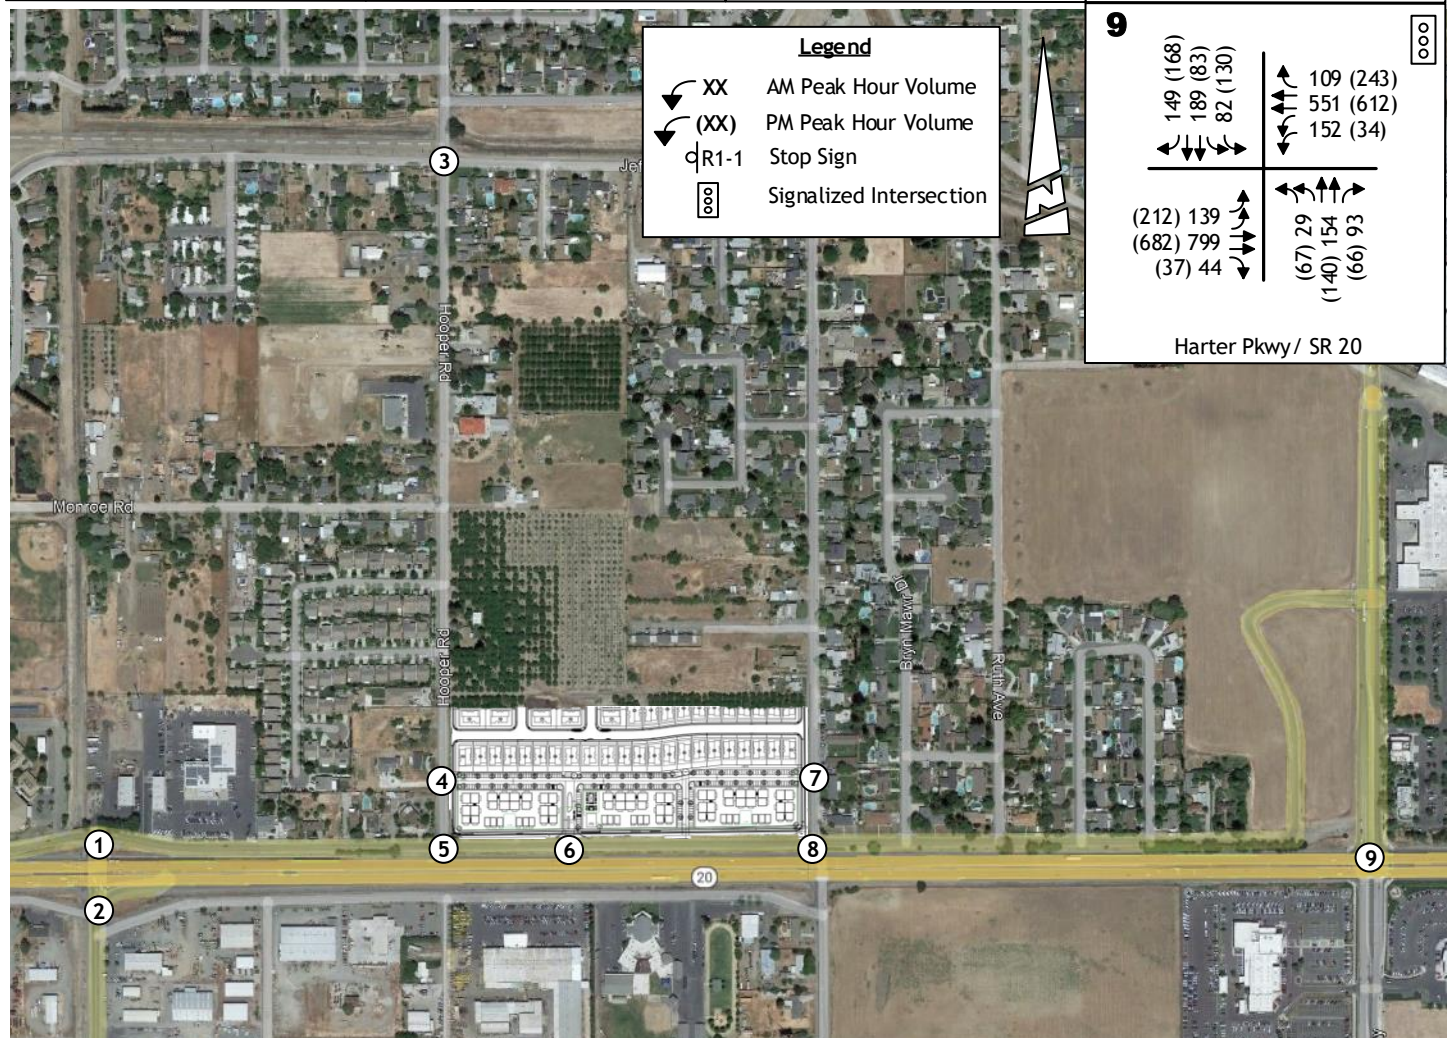 Legend
XX AM Peak Hour Volume
(XX) PM Peak Hour Volume
R1-1 Stop Sign
Signalized Intersection
9
149 (168)
189 (83)
82 (130)
109 (243)
551 (612)
152 (34)
(212) 139
(682) 799
(37) 44
(67) 29
(140) 154
(66) 93
Harter Pkwy/ SR 20
N
3
Hooper Rd
Monroe Rd
Hooper Rd
Bryn Mawr
Ruth Ave
4
7
1
5
6
8
9
20
2